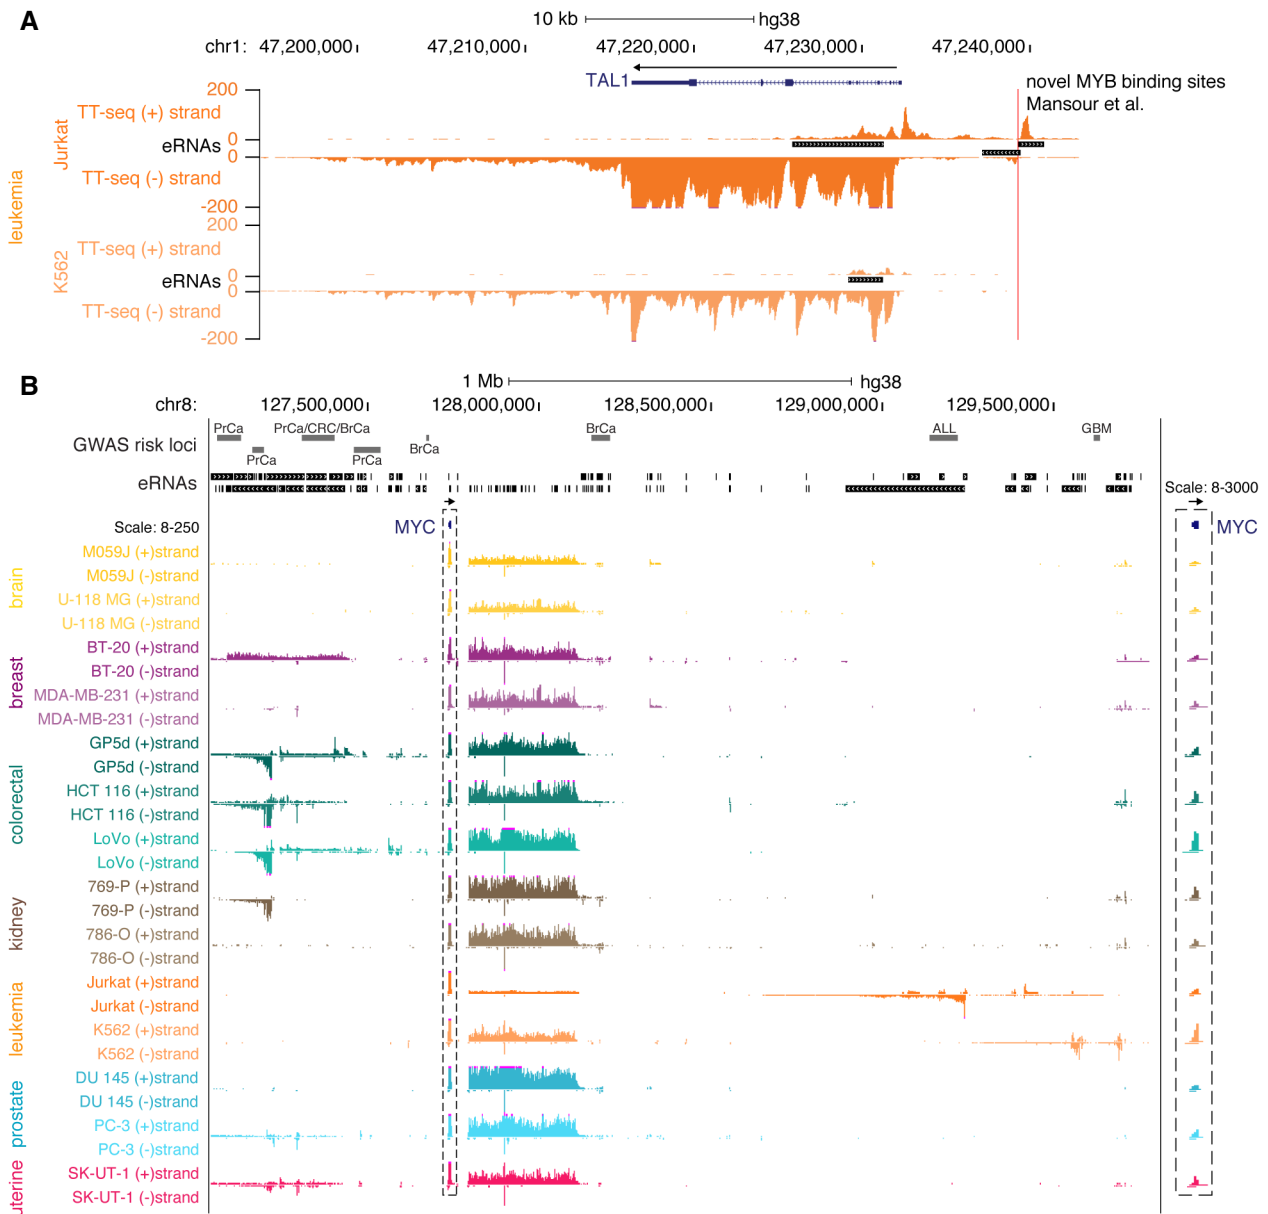 A
10 kb
hg38
chr1:
47,200,000
47,210,000
47,220,000
47,230,000
47,240,000
TAL1
novel MYB binding sites
Mansour et al.
leukemia
Jurkat
200
TT-seq (+) strand
0
eRNAs
0
TT-seq (-) strand
-200
K562
200
TT-seq (+) strand
0
eRNAs
0
TT-seq (-) strand
-200
B
1 Mb
hg38
chr8:
127,500,000
128,000,000
128,500,000
129,000,000
129,500,000
GWAS risk loci
PrCa
PrCa/CRC/BrCa
BrCa
ALL
GBM
PrCa
PrCa
BrCa
eRNAs
Scale: 8-3000
Scale: 8-250
MYC
MYC
brain
M059J (+)strand
M059J (-)strand
U-118 MG (+)strand
U-118 MG (-)strand
breast
BT-20 (+)strand
BT-20 (-)strand
MDA-MB-231 (+)strand
MDA-MB-231 (-)strand
colorectal
GP5d (+)strand
GP5d (-)strand
HCT 116 (+)strand
HCT 116 (-)strand
LoVo (+)strand
LoVo (-)strand
kidney
769-P (+)strand
769-P (-)strand
786-O (+)strand
786-O (-)strand
leukemia
Jurkat (+)strand
Jurkat (-)strand
K562 (+)strand
K562 (-)strand
prostate
DU 145 (+)strand
DU 145 (-)strand
PC-3 (+)strand
PC-3 (-)strand
uterine
SK-UT-1 (+)strand
SK-UT-1 (-)strand